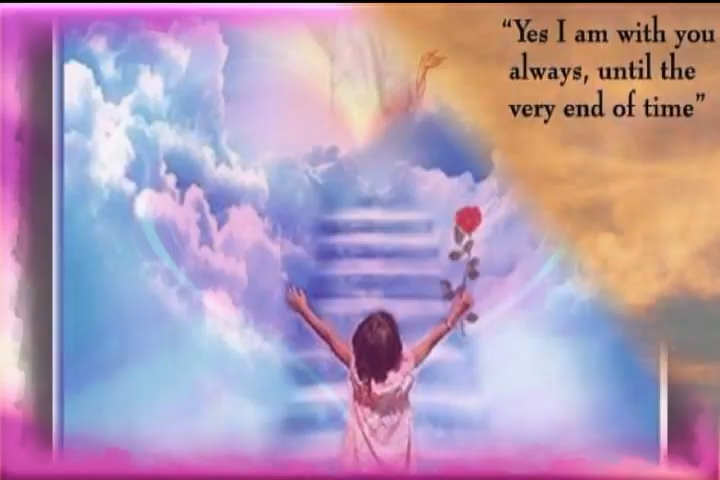 “Yes I am with you
always, until the
very end of time”